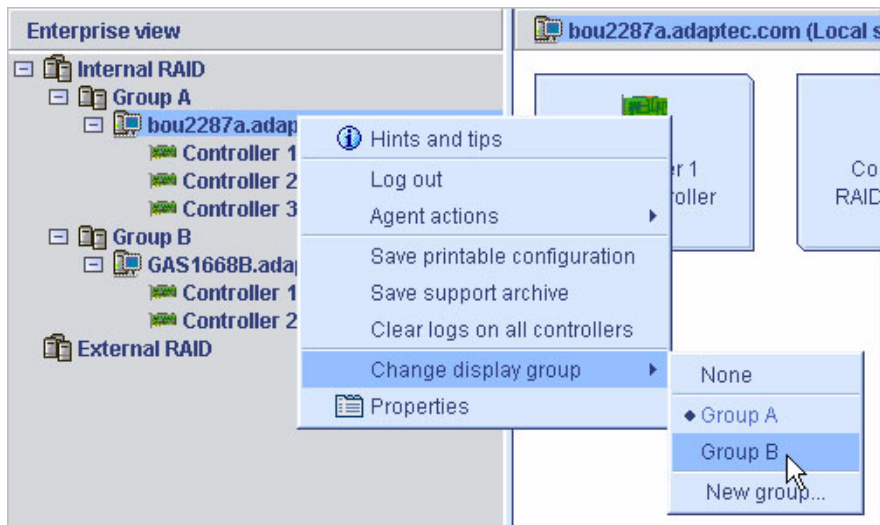 Enterprise view
bou2287a.adaptec.com (Local s
Internal RAID
Group A
bou2287a.adap
Controller 1
Controller 2
Controller 3
Group B
GAS1668B.adap
Controller 1
Controller 2
External RAID
Hints and tips
Log out
Agent actions
Save printable configuration
Save support archive
Clear logs on all controllers
Change display group
Properties
None
Group A
Group B
New group...
r 1
roller
Co
RAID